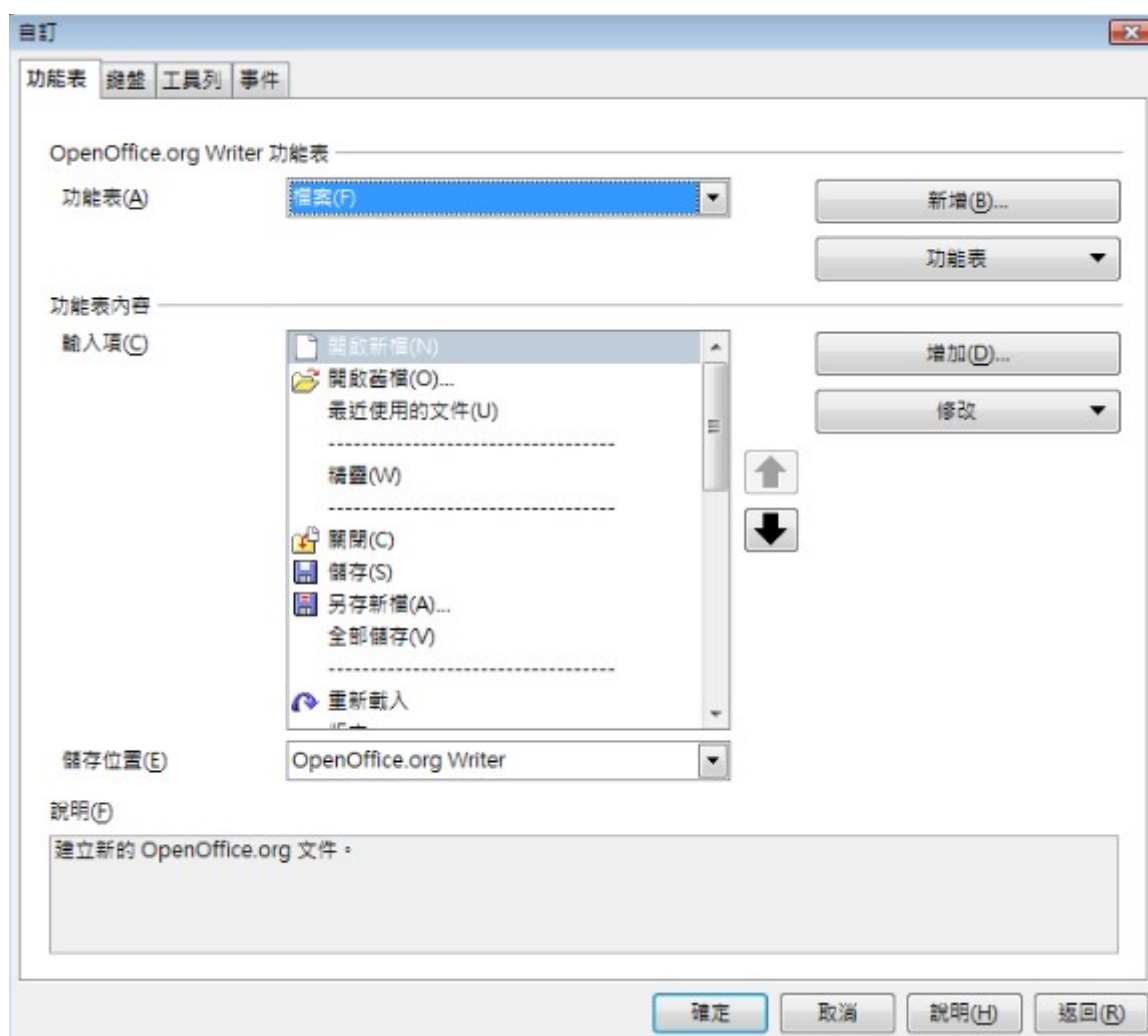 自訂
功能表 鍵盤 工具列 事件
OpenOffice.org Writer 功能表
功能表(A) 檔案(F) 新增(B)...
功能表
功能表內容
輸入項(C) 開啟新檔(N) 增加(D)...
開啟舊檔(O)... 修改
最近使用的文件(U)
----------------------------------
精靈(W)
----------------------------------
關閉(C)
儲存(S)
另存新檔(A)...
全部儲存(V)
----------------------------------
重新載入
儲存位置(E) OpenOffice.org Writer
說明(F)
建立新的 OpenOffice.org 文件。
確定 取消 說明(H) 返回(R)